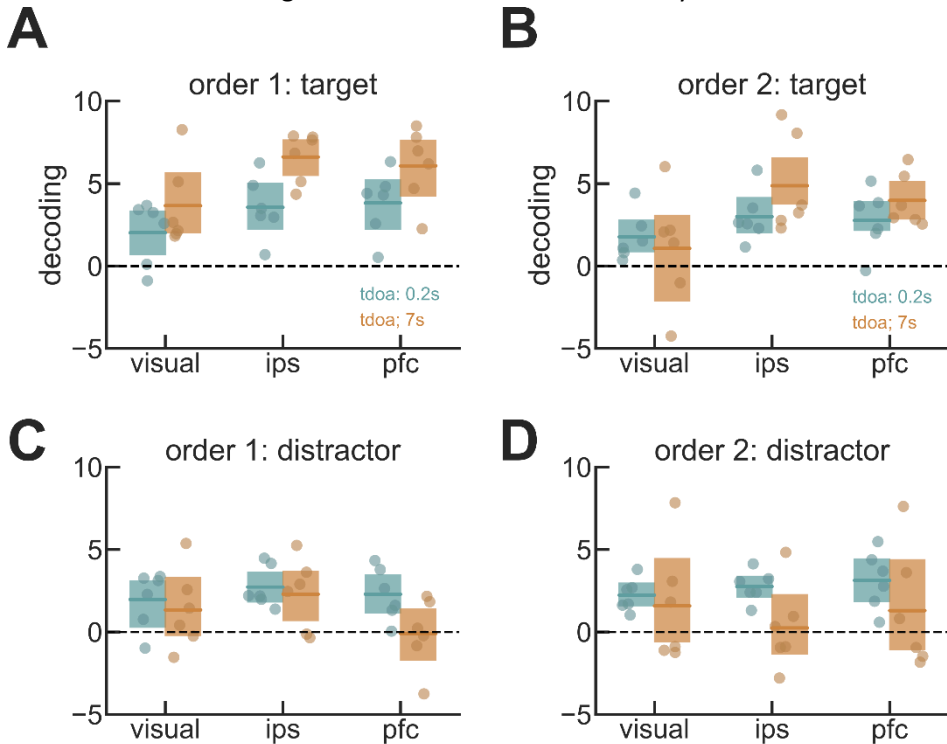 A
B
order 1: target
order 2: target
10
5
0
−5
decoding
tdoa: 0.2s
tdoa; 7s
visual
ips
pfc
10
5
0
−5
decoding
tdoa: 0.2s
tdoa; 7s
visual
ips
pfc
C
D
order 1: distractor
order 2: distractor
10
5
0
−5
visual
ips
pfc
10
5
0
−5
visual
ips
pfc